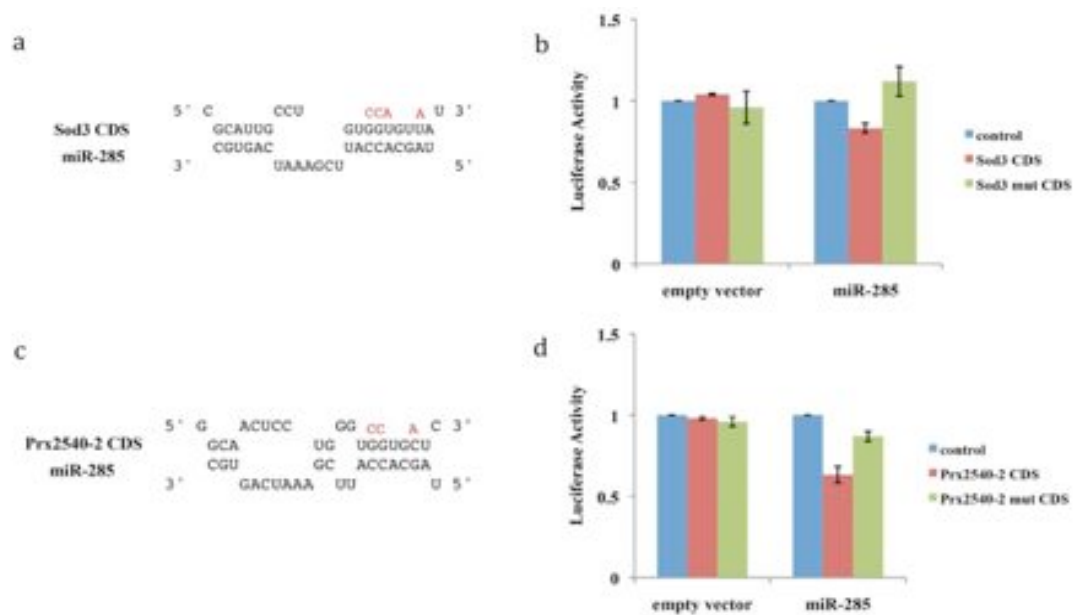 a
5' C CCU CCA A U 3'
Sod3 CDS GCAUUG GUGGUGUUA
miR-285 CGUGAC UACCACGAU
3' UAAAGCU 5'
b
1.5
1
0.5
0
Luciferase Activity
empty vector miR-285
control
Sod3 CDS
Sod3 mut CDS
c
5' G ACUCC GG CC A C 3'
Prx2540-2 CDS GCA UG UGGUGCU
miR-285 CGU GC ACCACGA
3' GACUAAA UU U 5'
d
1.5
1
0.5
0
Luciferase Activity
empty vector miR-285
control
Prx2540-2 CDS
Prx2540-2 mut CDS